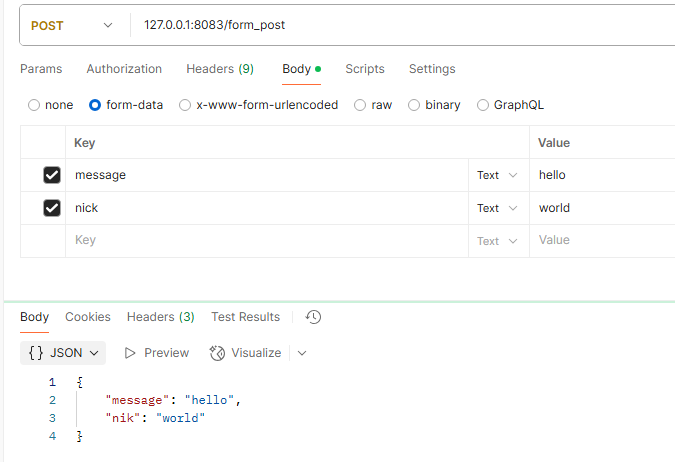 POST 127.0.0.1:8083/form_post
Params Authorization Headers (9) Body Scripts Settings
none form-data x-www-form-urlencoded raw binary GraphQL
Key Value
message Text hello
nick Text world
Key Text Value
Body Cookies Headers (3) Test Results
{} JSON Preview Visualize
1 {
2 "message": "hello",
3 "nik": "world"
4 }